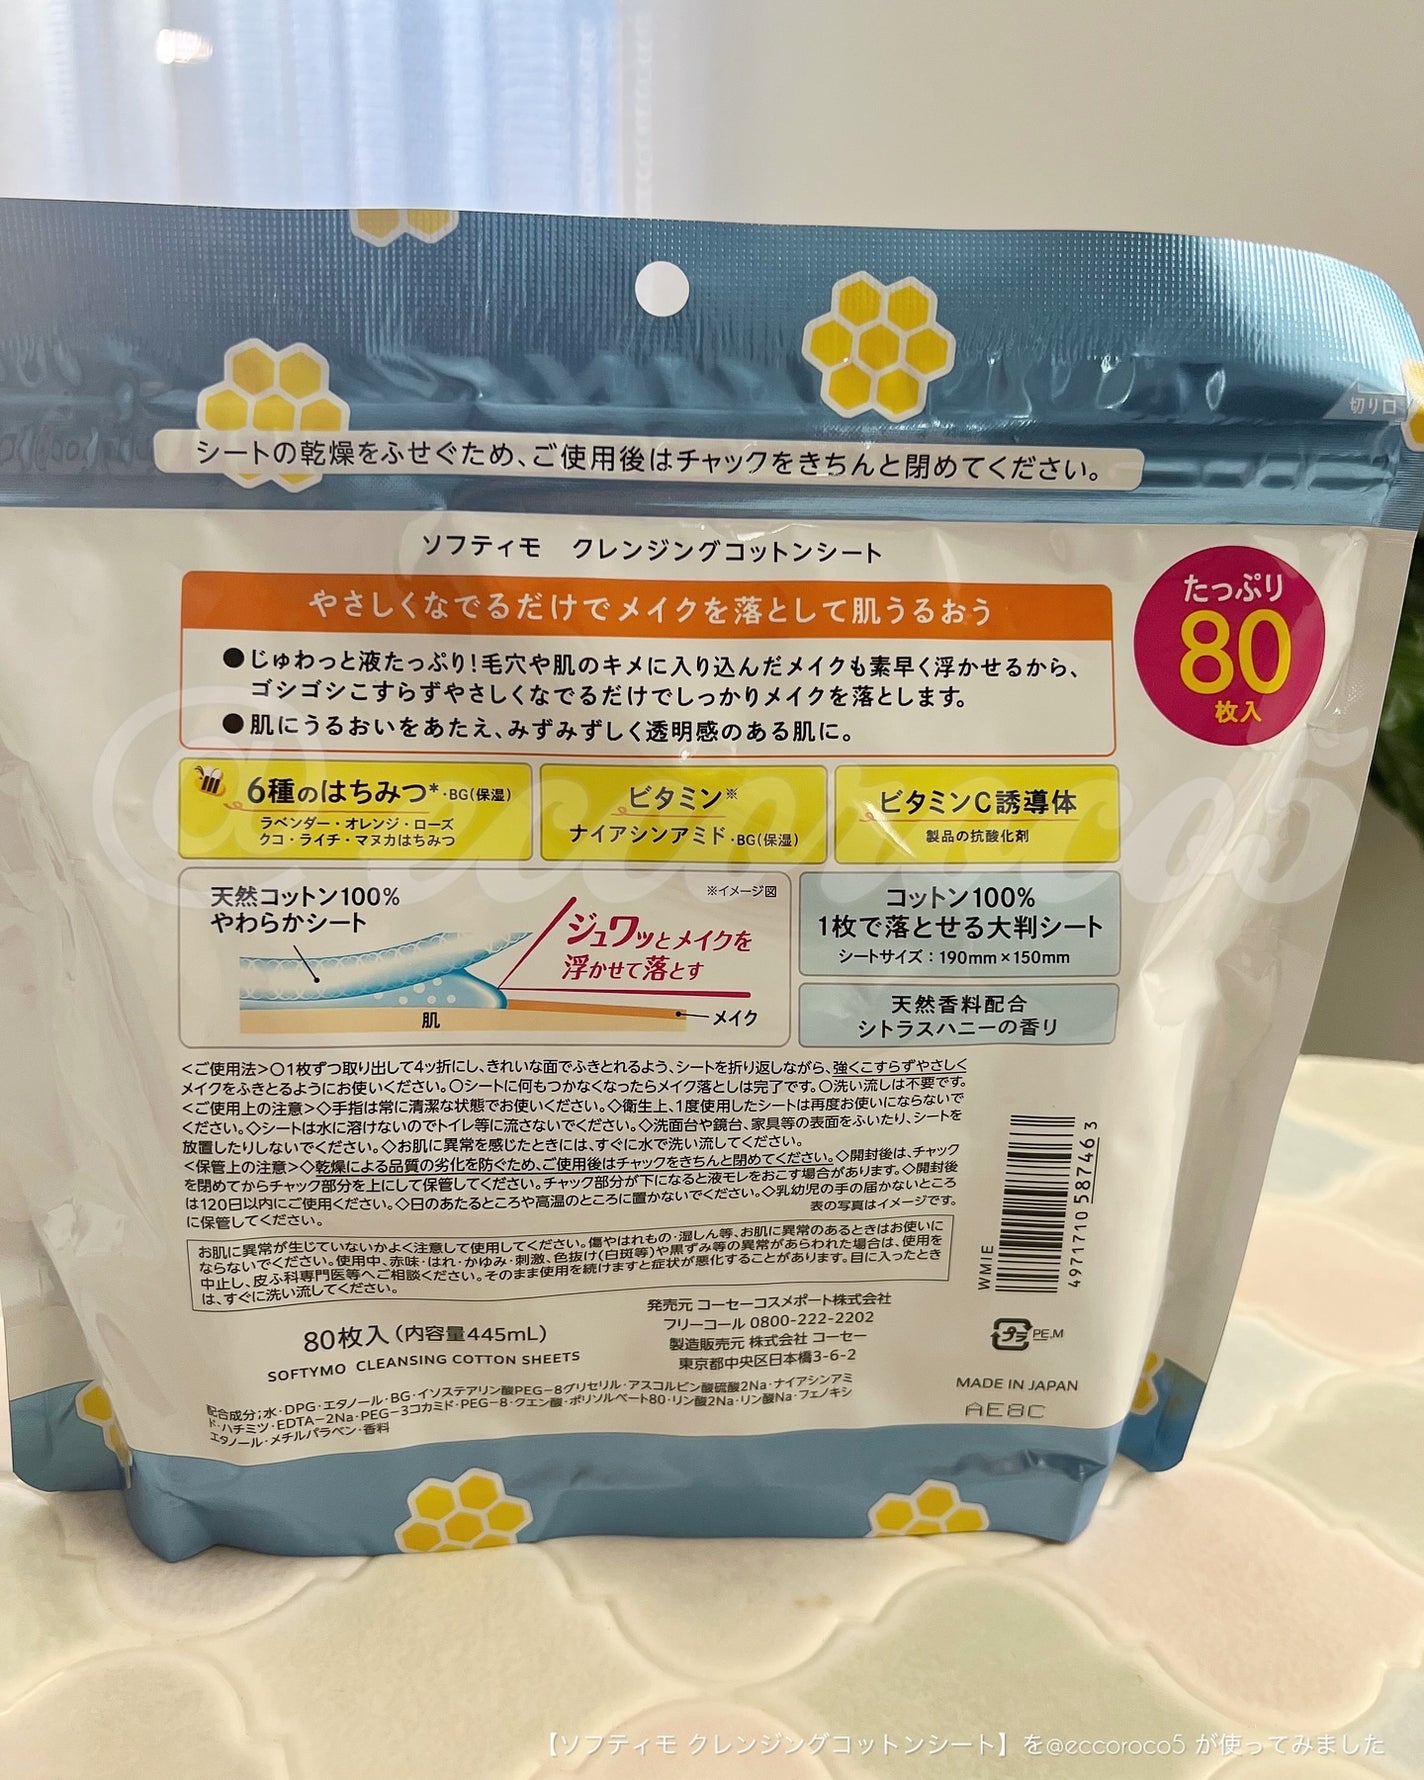 切り口
シートの乾燥をふせぐため、ご使用後はチャックをきちんと閉めてください。
ソフティモ クレンジングコットンシート
やさしくなでるだけでメイクを落として肌うるおう
●じゅわっと液たっぷり!毛穴や肌のキメに入り込んだメイクも素早く浮かせるから、
ゴシゴシこすらずやさしくなでるだけでしっかりメイクを落とします。
●肌にうるおいをあたえ、みずみずしく透明感のある肌に。
たっぷり
80
枚入
6種のはちみつ*・BG(保湿)
ラベンダー・オレンジ・ローズ
クコ・ライチ・マヌカはちみつ
ビタミン※
ナイアシンアミド・BG(保湿)
ビタミンC誘導体
製品の抗酸化剤
天然コットン100%
やわらかシート
※イメージ図
ジュワッとメイクを
浮かせて落とす
肌
メイク
コットン100%
1枚で落とせる大判シート
シートサイズ:190mm×150mm
天然香料配合
シトラスハニーの香り
<ご使用法>○1枚ずつ取り出して4ッ折にし、きれいな面でふきとれるよう、シートを折り返しながら、強くこすらずやさしく
メイクをふきとるようにお使いください。○シートに何もつかなくなったらメイク落としは完了です。○洗い流しは不要です。
<ご使用上の注意>◇手指は常に清潔な状態でお使いください。◇衛生上、1度使用したシートは再度お使いにならないで
ください。◇シートは水に溶けないのでトイレ等に流さないでください。◇洗面台や鏡台、家具等の表面をふいたり、シートを
放置したりしないでください。◇お肌に異常を感じたときには、すぐに水で洗い流してください。
<保管上の注意>◇乾燥による品質の劣化を防ぐため、ご使用後はチャックをきちんと閉めてください。◇開封後は、チャック
を閉めてからチャック部分を上にして保管してください。チャック部分が下になると液モレをおこす場合があります。◇開封後
は120日以内にご使用ください。◇日のあたるところや高温のところに置かないでください。◇乳幼児の手の届かないところ
に保管してください。
表の写真はイメージです。
お肌に異常が生じていないかよく注意して使用してください。傷やはれもの・湿しん等、お肌に異常のあるときはお使いに
ならないでください。使用中、赤味・はれ・かゆみ・刺激、色抜け(白斑等)や黒ずみ等の異常があらわれた場合は、使用を
中止し、皮ふ科専門医等へご相談ください。そのまま使用を続けますと症状が悪化することがあります。目に入ったとき
は、すぐに洗い流してください。
80枚入(内容量445mL)
SOFTYMO CLEANSING COTTON SHEETS
発売元 コーセーコスメポート株式会社
フリーコール 0800-222-2202
製造販売元 株式会社 コーセー
東京都中央区日本橋3-6-2
配合成分;水・DPG・エタノール・BG・イソステアリン酸PEG-8グリセリル・アスコルビン酸硫酸2Na・ナイアシンアミ
ド・ハチミツ・EDTA-2Na・PEG-3コカミド・PEG-8・クエン酸・ポリソルベート80・リン酸2Na・リン酸Na・フェノキシ
エタノール・メチルパラベン・香料
WMIE
4971710587463
プラ PE,M
MADE IN JAPAN
AE8C
@eccoroco5
【ソフティモ クレンジングコットンシート】を@eccoroco5 が使ってみました